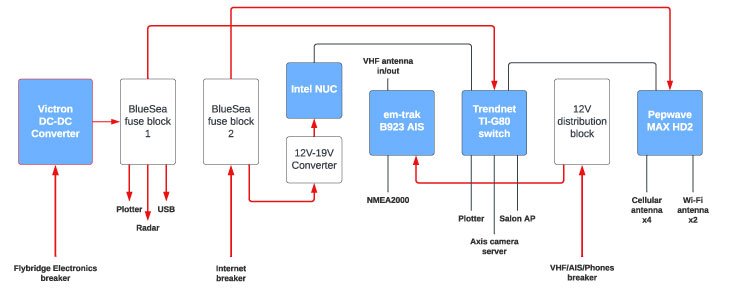 VHF antenna
in/out
Victron
DC-DC
Converter
BlueSea
fuse block
1
BlueSea
fuse block
2
Intel NUC
12V-19V
Converter
em-trak
B923 AIS
Trendnet
TI-G80
switch
12V
distribution
block
Pepwave
MAX HD2
Plotter
USB
Radar
NMEA2000
Plotter
Salon AP
Axis camera
server
Cellular
antenna
x4
Wi-Fi
antenna
x2
Flybridge Electronics
breaker
Internet
breaker
VHF/AIS/Phones
breaker